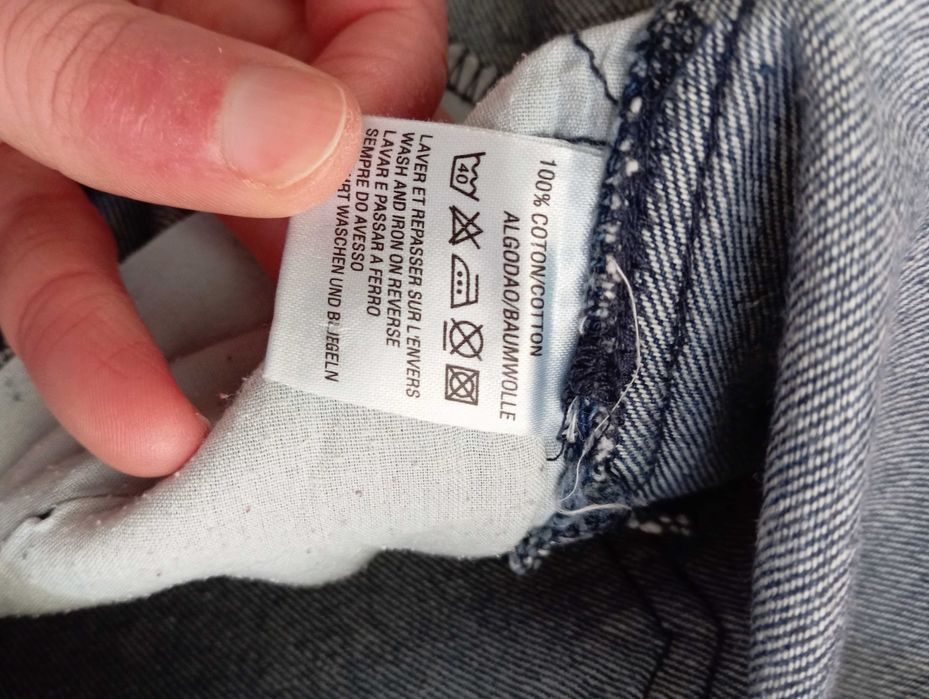 100% COTON/COTTON
ALGODAO/BAUMWOLLE
40
LAVER ET REPASSER SUR L'ENVERS
WASH AND IRON ON REVERSE
LAVAR E PASSAR A FERRO
SEMPRE DO AVESSO
WASCHEN UND BÜEGELN